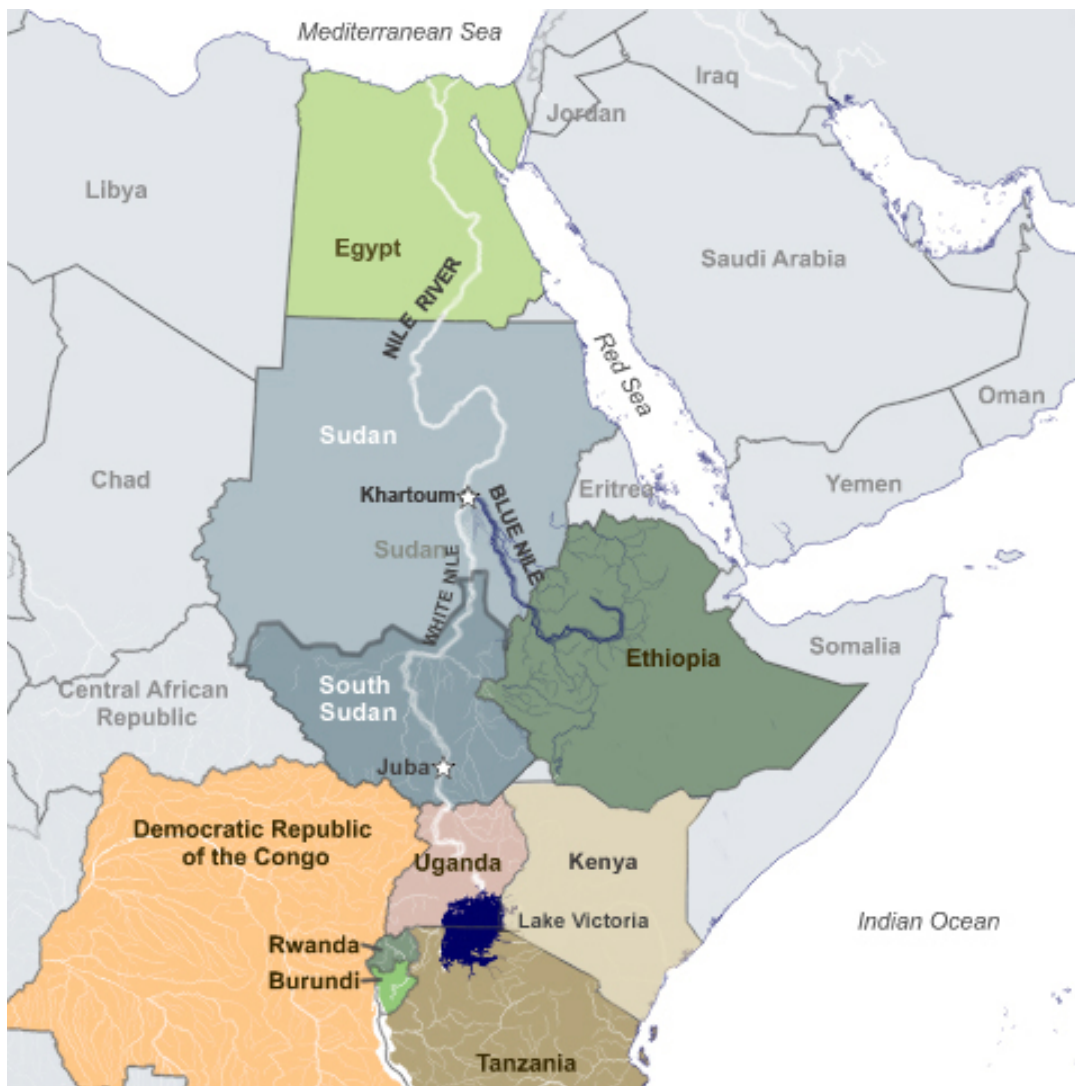 Mediterranean Sea
Iraq
Jordan
Libya
Egypt
Saudi Arabia
NILE RIVER
Red Sea
Oman
Sudan
Chad
Khartoum
Eritrea
Yemen
BLUE NILE
Sudan
WHITE NILE
Somalia
Ethiopia
Central African
Republic
South
Sudan
Juba
Democratic Republic
of the Congo
Uganda
Kenya
Lake Victoria
Indian Ocean
Rwanda
Burundi
Tanzania